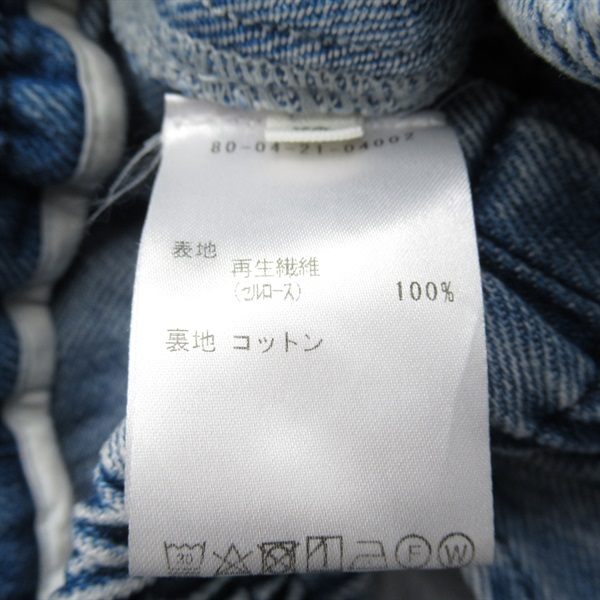 80-04-21-04002
表地
再生繊維
(セルロース) 100%
裏地 コットン
30
F W